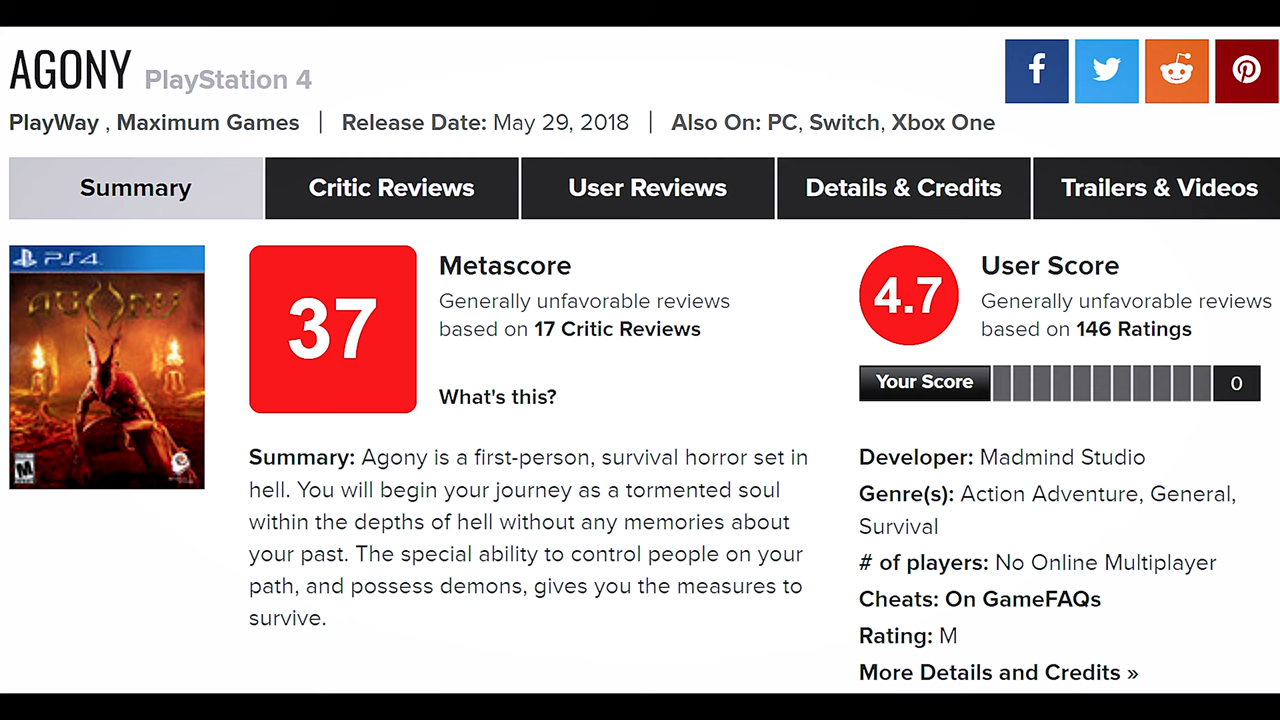 AGONY PlayStation 4
PlayWay , Maximum Games | Release Date: May 29, 2018 | Also On: PC, Switch, Xbox One
Summary Critic Reviews User Reviews Details & Credits Trailers & Videos
PS4
AGONY
M
37
Metascore
Generally unfavorable reviews
based on 17 Critic Reviews
What's this?
4.7
User Score
Generally unfavorable reviews
based on 146 Ratings
Your Score 0
Summary: Agony is a first-person, survival horror set in
hell. You will begin your journey as a tormented soul
within the depths of hell without any memories about
your past. The special ability to control people on your
path, and possess demons, gives you the measures to
survive.
Developer: Madmind Studio
Genre(s): Action Adventure, General,
Survival
# of players: No Online Multiplayer
Cheats: On GameFAQs
Rating: M
More Details and Credits »